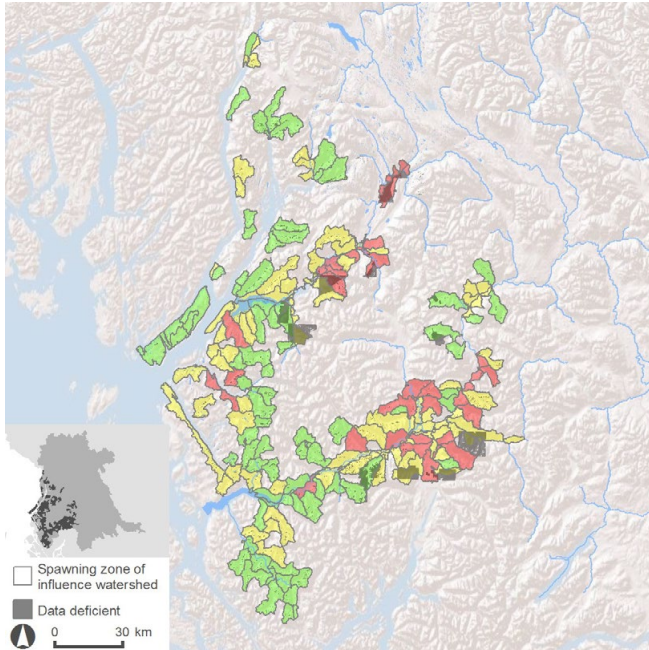 Spawning zone of
influence watershed
Data deficient
0 30 km